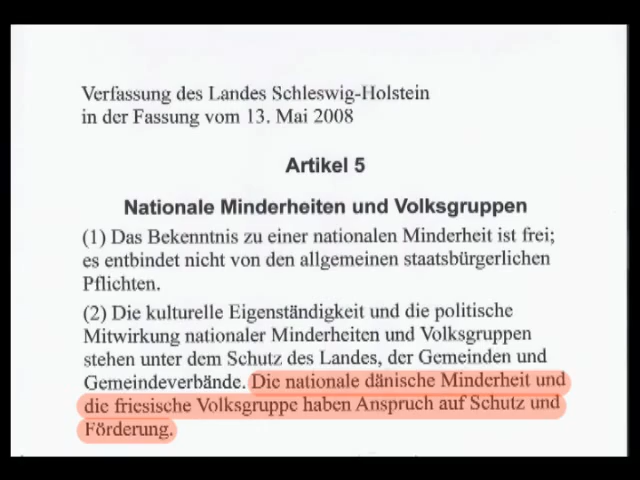 Verfassung des Landes Schleswig-Holstein
in der Fassung vom 13. Mai 2008
Artikel 5
Nationale Minderheiten und Volksgruppen
(1) Das Bekenntnis zu einer nationalen Minderheit ist frei;
es entbindet nicht von den allgemeinen staatsbürgerlichen
Pflichten.
(2) Die kulturelle Eigenständigkeit und die politische
Mitwirkung nationaler Minderheiten und Volksgruppen
stehen unter dem Schutz des Landes, der Gemeinden und
Gemeindeverbände. Die nationale dänische Minderheit und
die friesische Volksgruppe haben Anspruch auf Schutz und
Förderung.